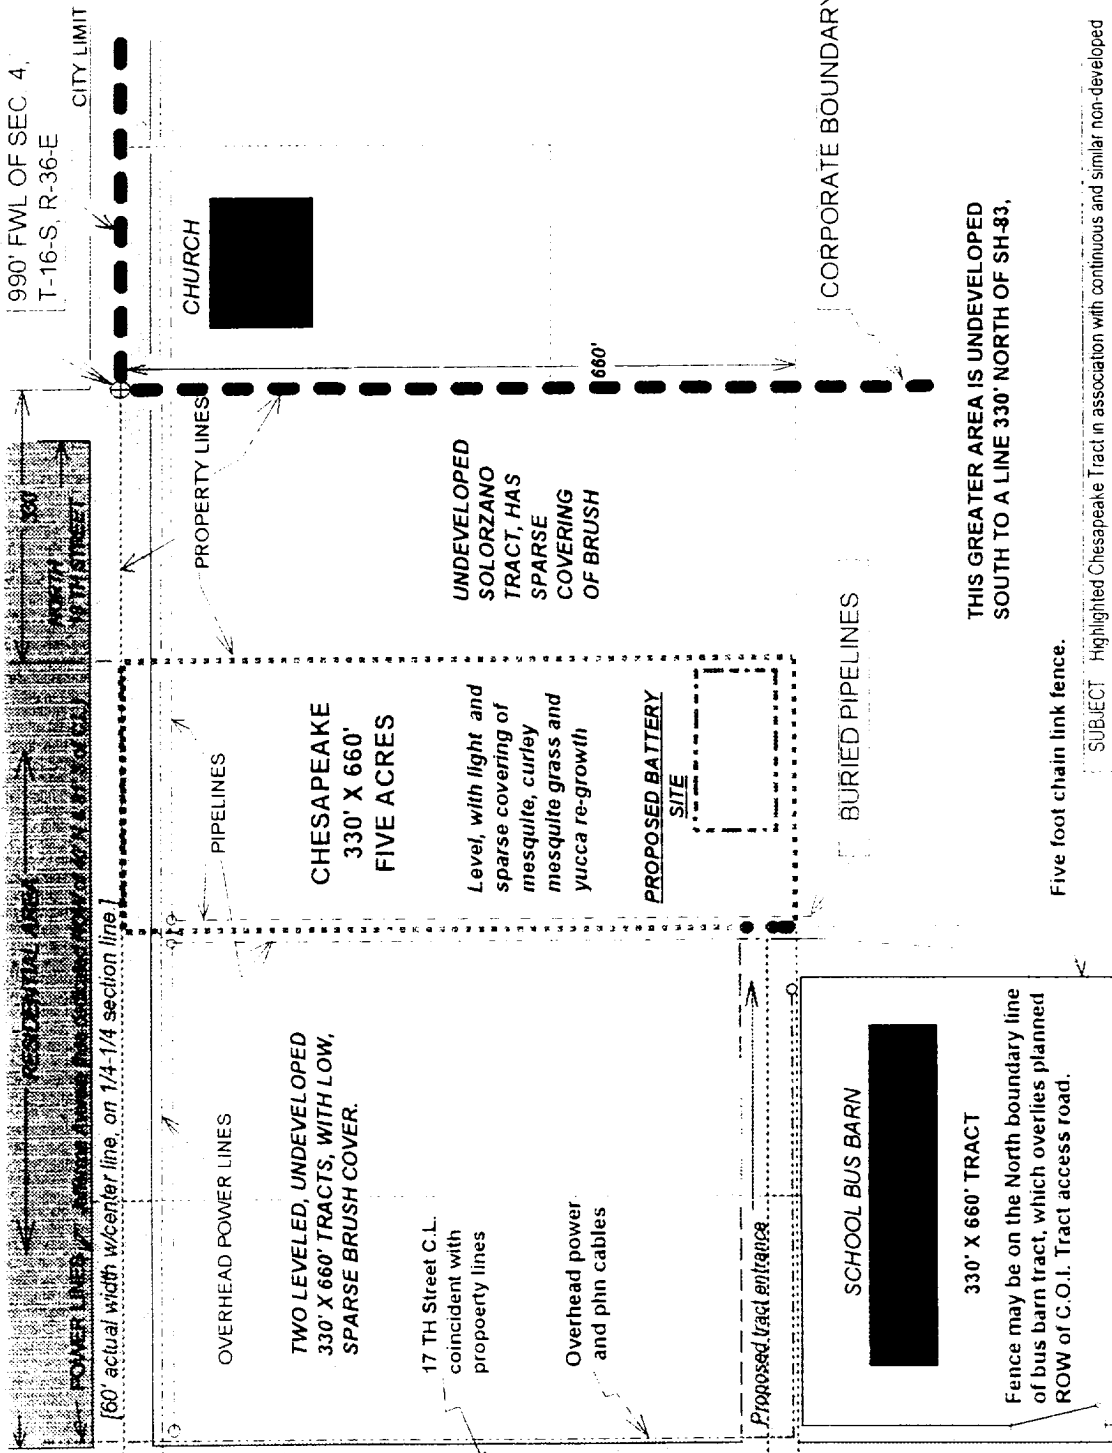 990' FWL OF SEC. 4,
T-16-S, R-36-E
CITY LIMIT
330'
NORTH
18 TH STREET
RESIDENTIAL AREA
POWER LINES
[60' actual width w/center line, on 1/4-1/4 section line.]
CHURCH
PROPERTY LINES
PIPELINES
OVERHEAD POWER LINES
660'
UNDEVELOPED
SOLORZANO
TRACT, HAS
SPARSE
COVERING
OF BRUSH
CHESAPEAKE
330' X 660'
FIVE ACRES
Level, with light and
sparse covering of
mesquite, curley
mesquite grass and
yucca re-growth
PROPOSED BATTERY
SITE
TWO LEVELED, UNDEVELOPED
330' X 660' TRACTS, WITH LOW,
SPARSE BRUSH COVER.
17 TH Street C.L.
coincident with
propoerty lines
Overhead power
and phn cables
Proposed tract entrance
CORPORATE BOUNDARY
BURIED PIPELINES
SCHOOL BUS BARN
330' X 660' TRACT
Fence may be on the North boundary line
of bus barn tract, which overlies planned
ROW of C.O.I. Tract access road.
THIS GREATER AREA IS UNDEVELOPED
SOUTH TO A LINE 330' NORTH OF SH-83,
Five foot chain link fence.
SUBJECT Highlighted Chesapeake Tract in association with continuous and similar non-developed